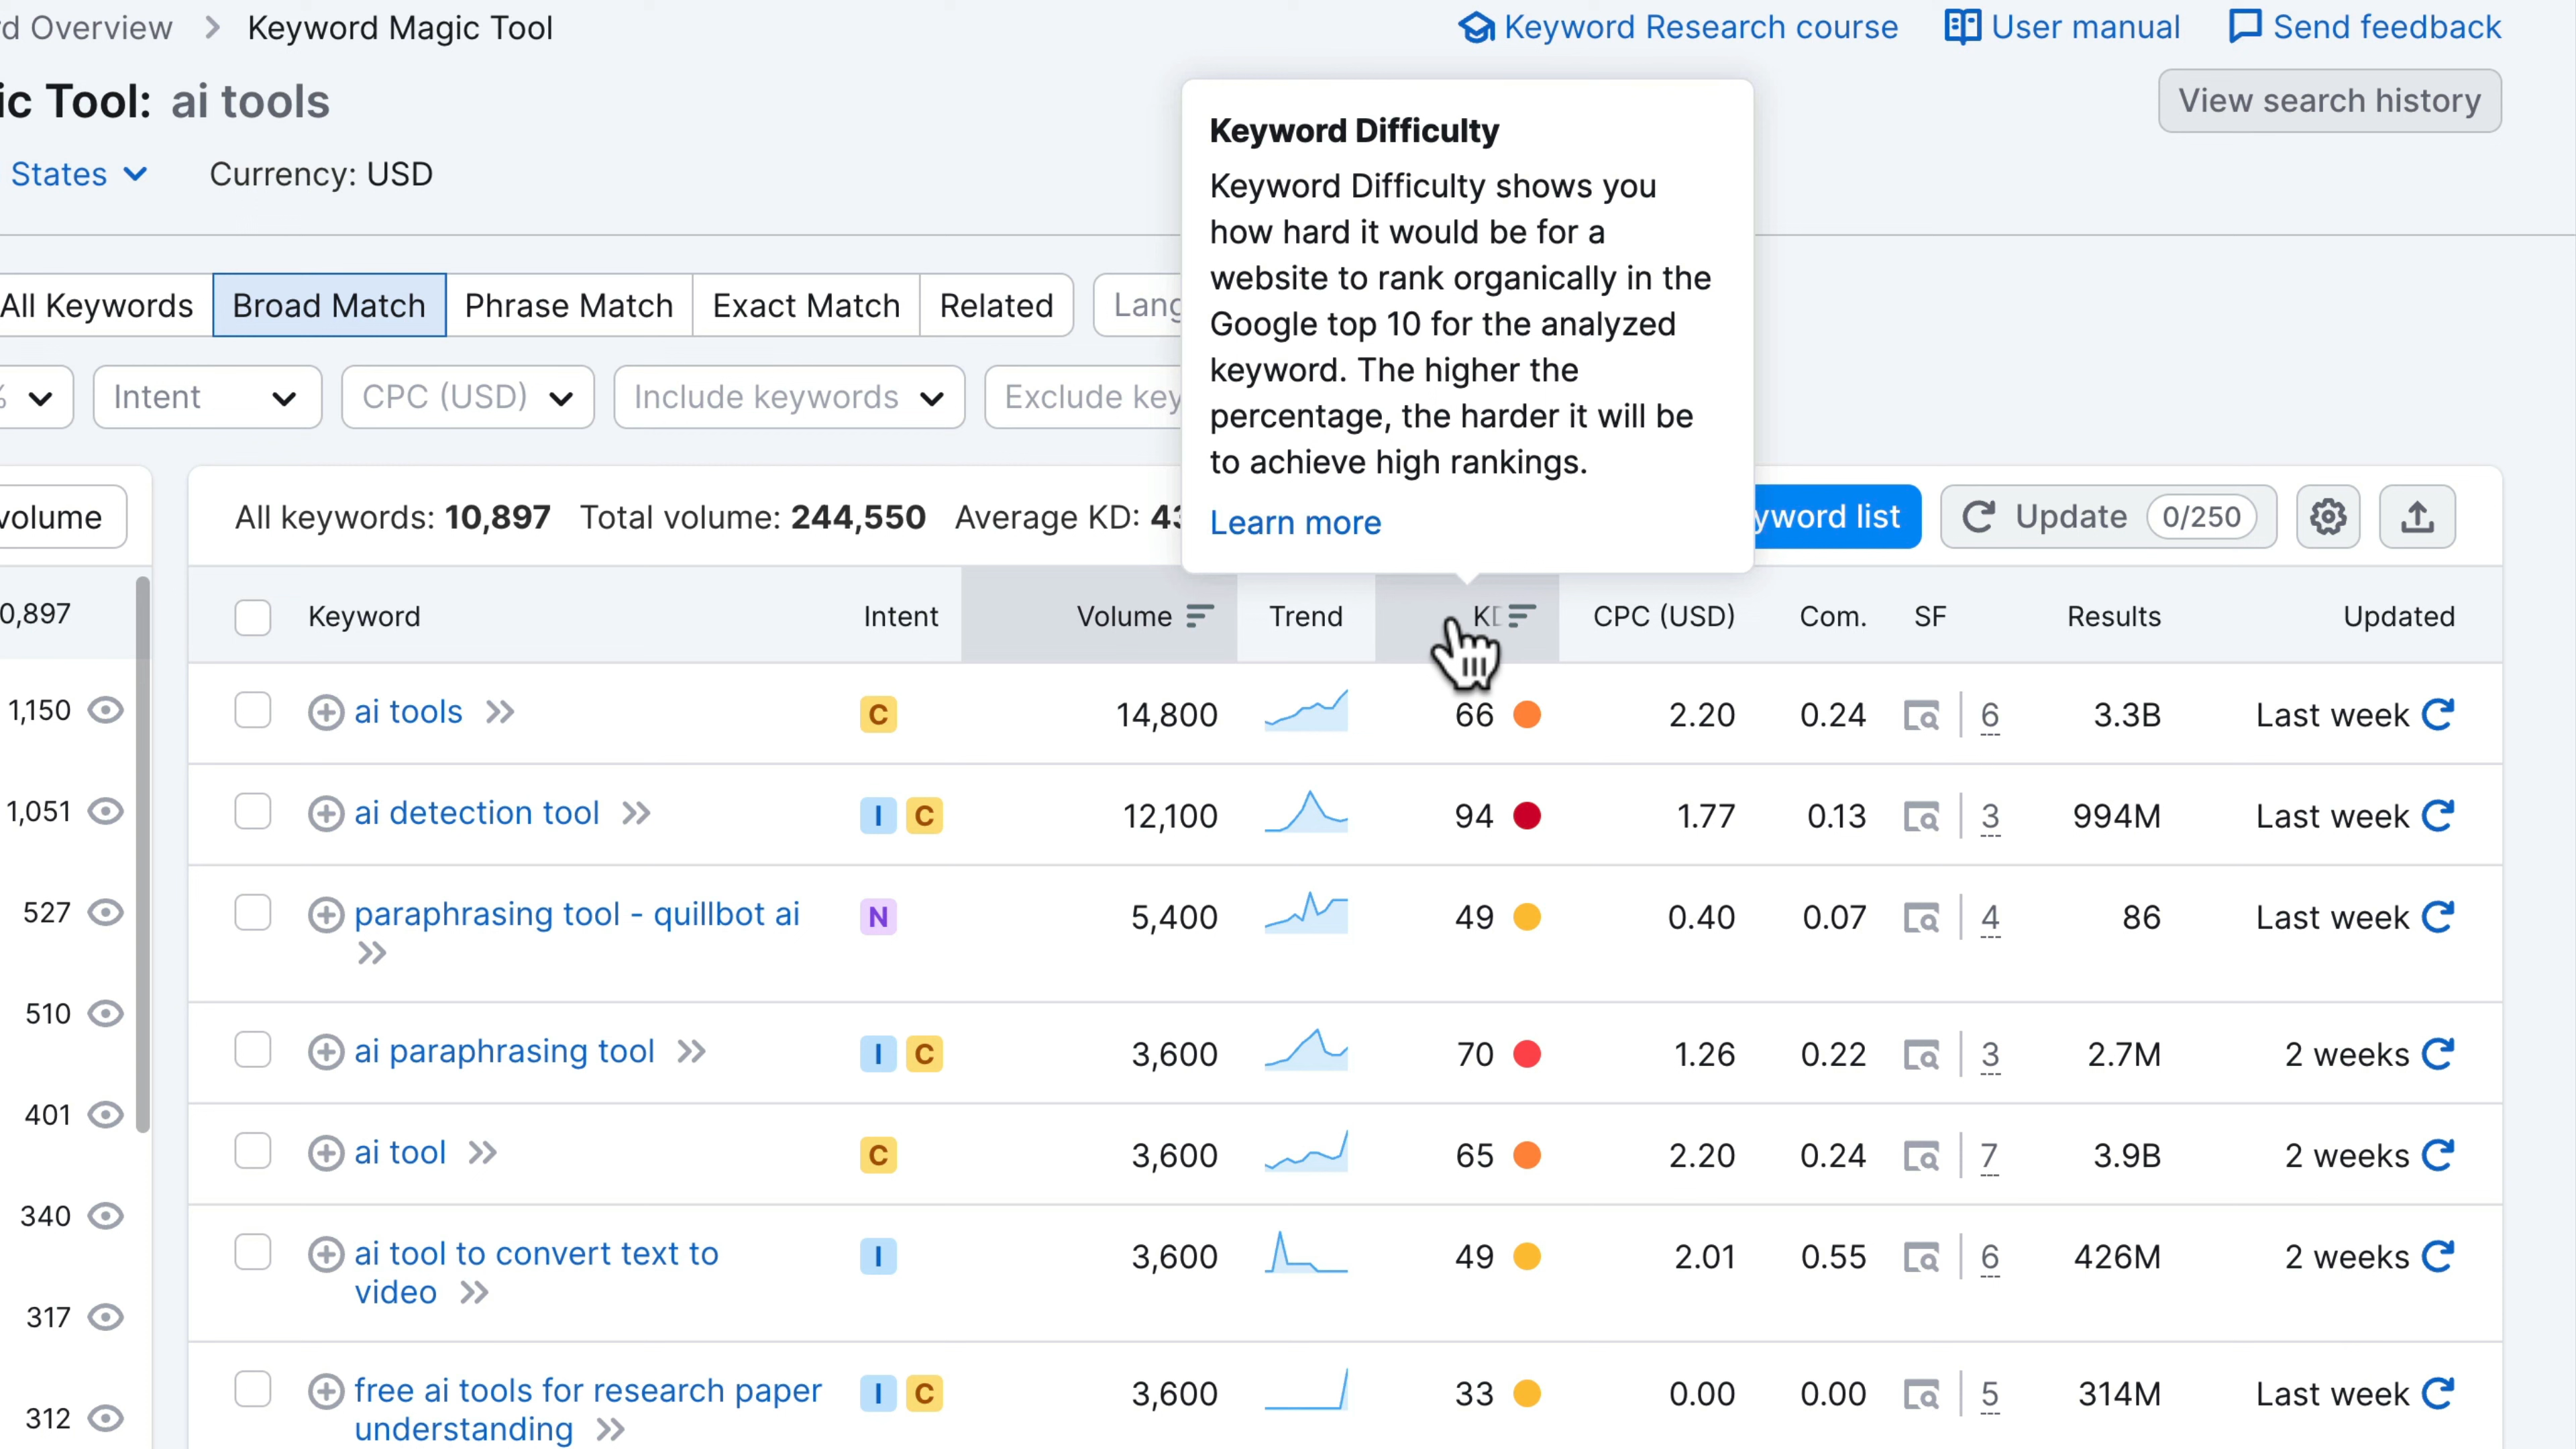 d Overview > Keyword Magic Tool
Keyword Research course
User manual
Send feedback
ic Tool: ai tools
View search history
States
Currency: USD
Keyword Difficulty
Keyword Difficulty shows you
how hard it would be for a
website to rank organically in the
Google top 10 for the analyzed
keyword. The higher the
percentage, the harder it will be
to achieve high rankings.
Learn more
All Keywords
Broad Match
Phrase Match
Exact Match
Related
Lang
%
Intent
CPC (USD)
Include keywords
Exclude key
volume
All keywords: 10,897 Total volume: 244,550 Average KD: 43
yword list
Update 0/250
0,897
1,150
1,051
527
510
401
340
317
312
Keyword Intent Volume Trend KD CPC (USD) Com. SF Results Updated
ai tools C 14,800 66 2.20 0.24 6 3.3B Last week
ai detection tool I C 12,100 94 1.77 0.13 3 994M Last week
paraphrasing tool - quillbot ai N 5,400 49 0.40 0.07 4 86 Last week
ai paraphrasing tool I C 3,600 70 1.26 0.22 3 2.7M 2 weeks
ai tool C 3,600 65 2.20 0.24 7 3.9B 2 weeks
ai tool to convert text to
video I 3,600 49 2.01 0.55 6 426M 2 weeks
free ai tools for research paper
understanding I C 3,600 33 0.00 0.00 5 314M Last week